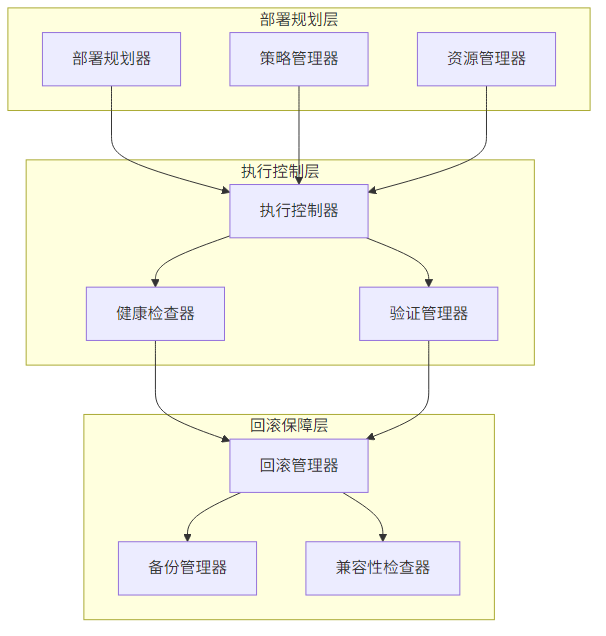 部署规划层
部署规划器
策略管理器
资源管理器
执行控制层
执行控制器
健康检查器
验证管理器
回滚保障层
回滚管理器
备份管理器
兼容性检查器